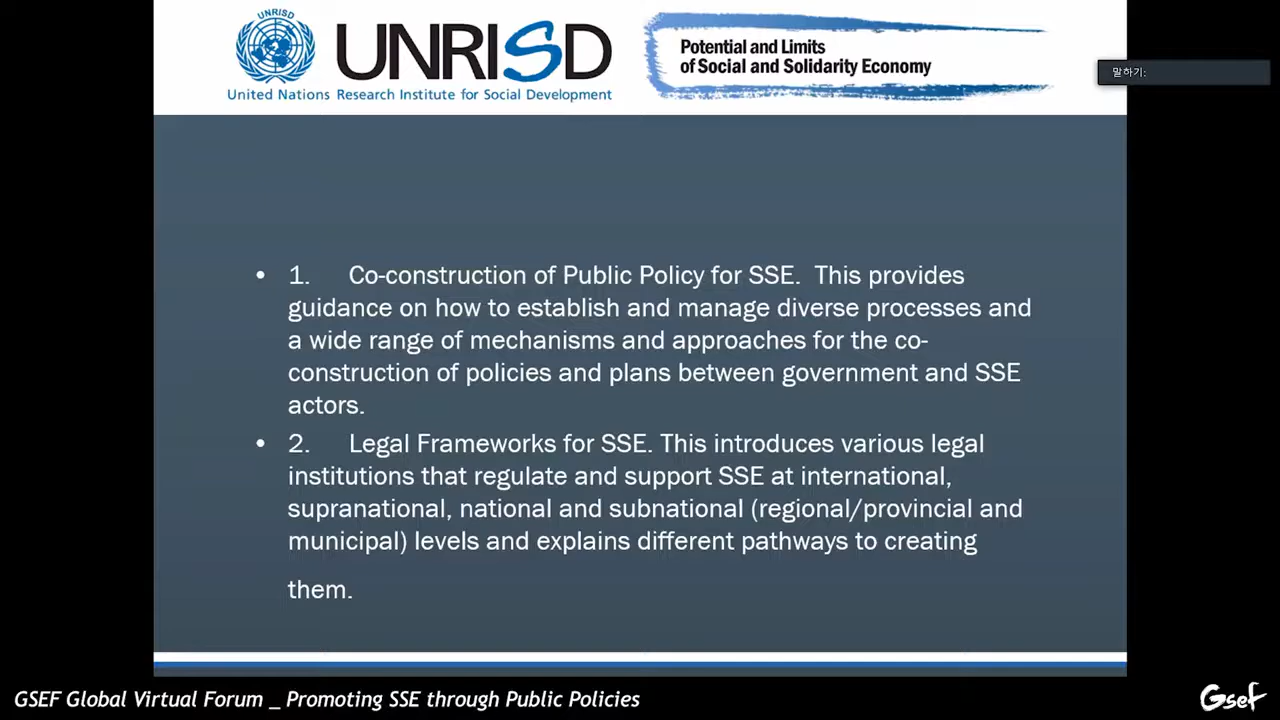 UNRISD
UNRISD
United Nations Research Institute for Social Development
Potential and Limits
of Social and Solidarity Economy
말하기:
• 1. Co-construction of Public Policy for SSE. This provides
guidance on how to establish and manage diverse processes and
a wide range of mechanisms and approaches for the co-
construction of policies and plans between government and SSE
actors.
• 2. Legal Frameworks for SSE. This introduces various legal
institutions that regulate and support SSE at international,
supranational, national and subnational (regional/provincial and
municipal) levels and explains different pathways to creating
them.
GSEF Global Virtual Forum _ Promoting SSE through Public Policies
Gsef